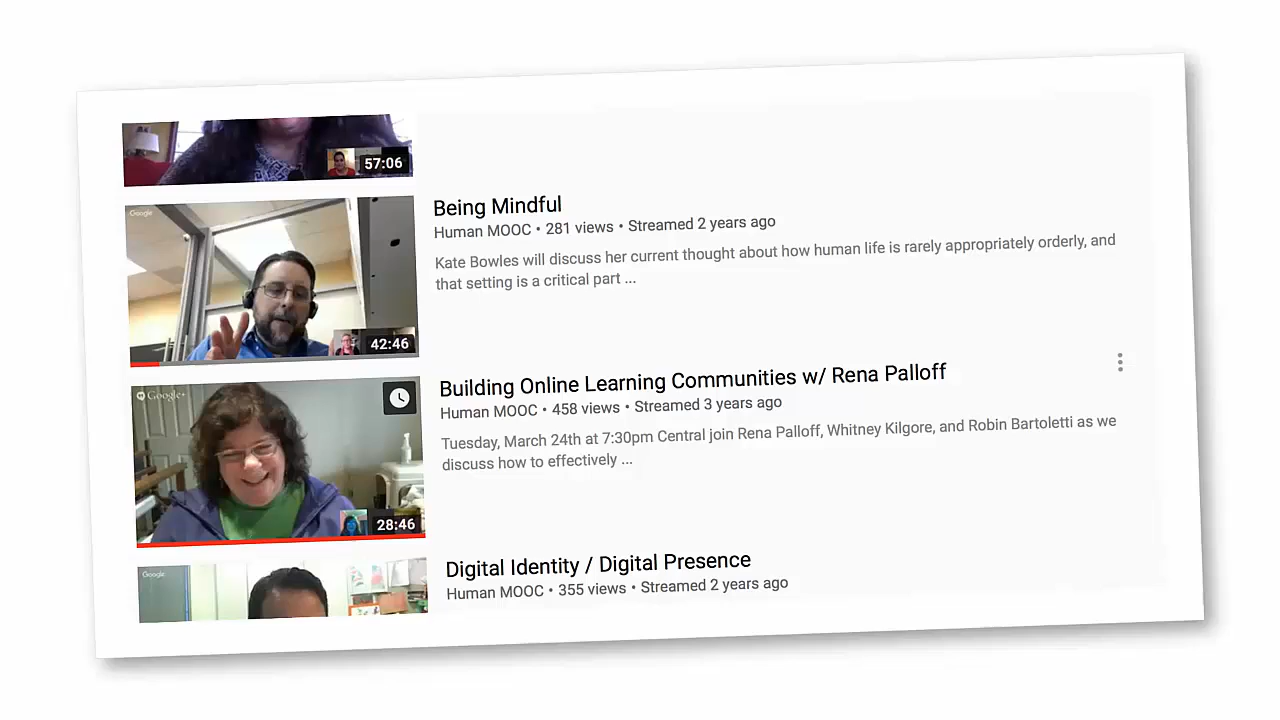 57:06
Google
42:46
Being Mindful
Human MOOC • 281 views • Streamed 2 years ago
Kate Bowles will discuss her current thought about how human life is rarely appropriately orderly, and
that setting is a critical part ...
Google+
28:46
Building Online Learning Communities w/ Rena Palloff
Human MOOC • 458 views • Streamed 3 years ago
Tuesday, March 24th at 7:30pm Central join Rena Palloff, Whitney Kilgore, and Robin Bartoletti as we
discuss how to effectively ...
Google
Digital Identity / Digital Presence
Human MOOC • 355 views • Streamed 2 years ago